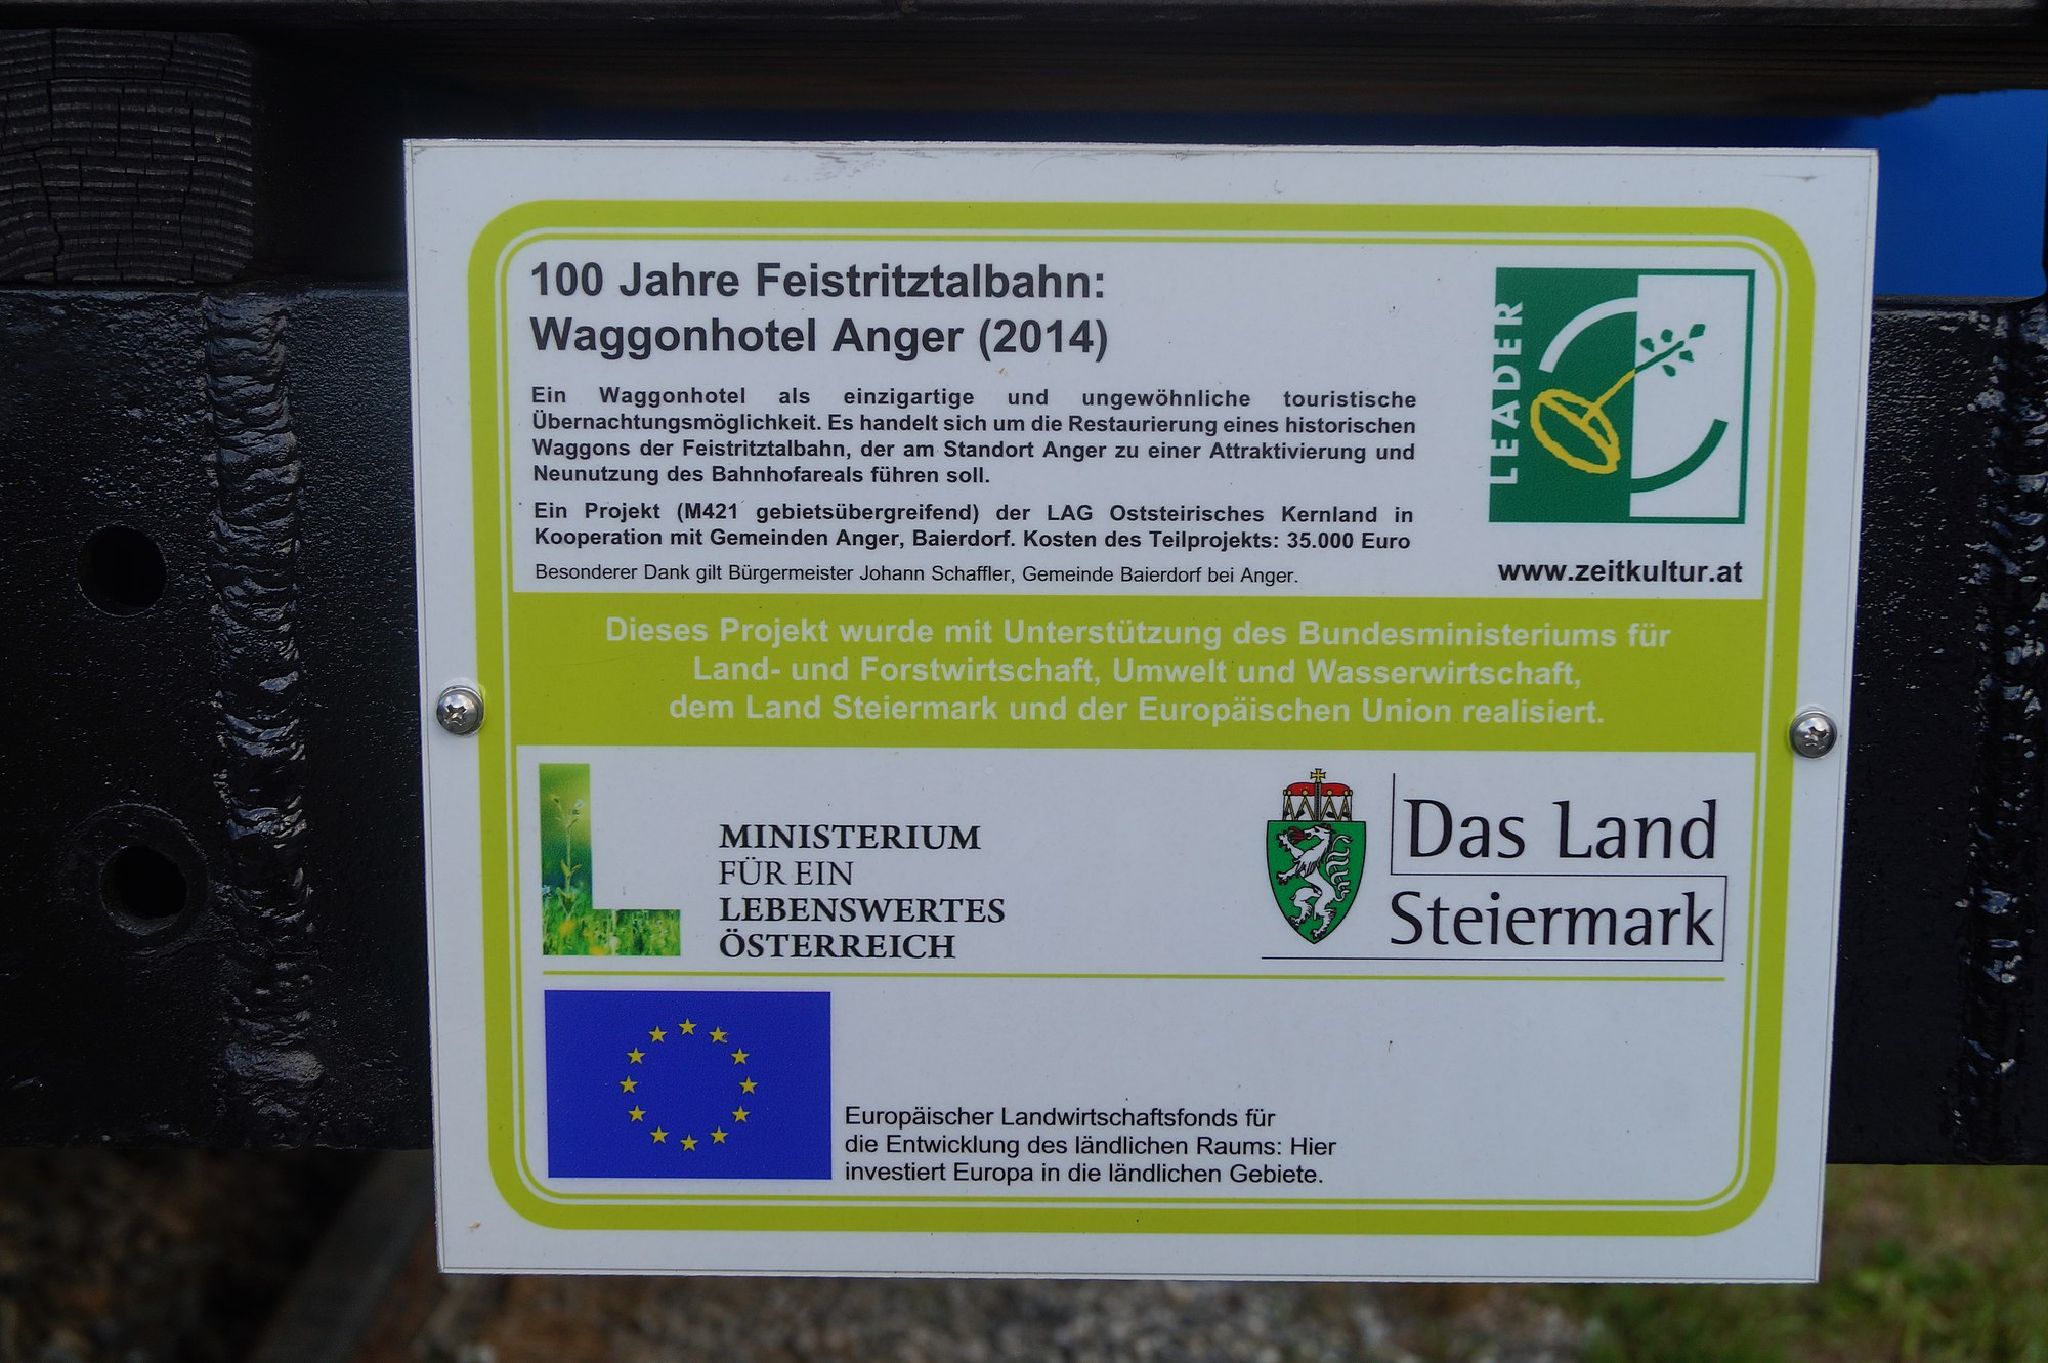 100 Jahre Feistritztalbahn:
Waggonhotel Anger (2014)
Ein Waggonhotel als einzigartige und ungewöhnliche touristische
Übernachtungsmöglichkeit. Es handelt sich um die Restaurierung eines historischen
Waggons der Feistritztalbahn, der am Standort Anger zu einer Attraktivierung und
Neunutzung des Bahnhofareals führen soll.
Ein Projekt (M421 gebietsübergreifend) der LAG Oststeirisches Kernland in
Kooperation mit Gemeinden Anger, Baierdorf. Kosten des Teilprojekts: 35.000 Euro
Besonderer Dank gilt Bürgermeister Johann Schaffler, Gemeinde Baierdorf bei Anger.
LEADER
www.zeitkultur.at
Dieses Projekt wurde mit Unterstützung des Bundesministeriums für
Land- und Forstwirtschaft, Umwelt und Wasserwirtschaft,
dem Land Steiermark und der Europäischen Union realisiert.
MINISTERIUM
FÜR EIN
LEBENSWERTES
ÖSTERREICH
Das Land
Steiermark
Europäischer Landwirtschaftsfonds für
die Entwicklung des ländlichen Raums: Hier
investiert Europa in die ländlichen Gebiete.